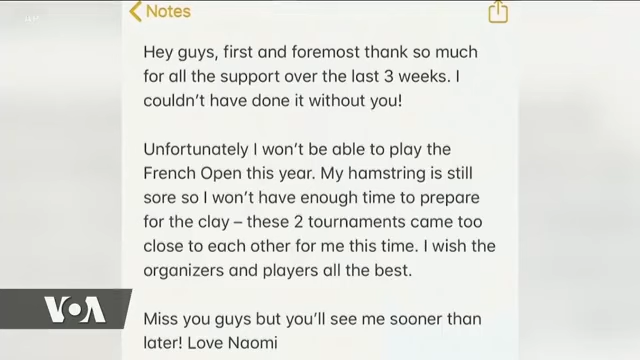 Notes
Hey guys, first and foremost thank so much
for all the support over the last 3 weeks. I
couldn't have done it without you!
Unfortunately I won't be able to play the
French Open this year. My hamstring is still
sore so I won't have enough time to prepare
for the clay – these 2 tournaments came too
close to each other for me this time. I wish the
organizers and players all the best.
Miss you guys but you'll see me sooner than
later! Love Naomi
VOA